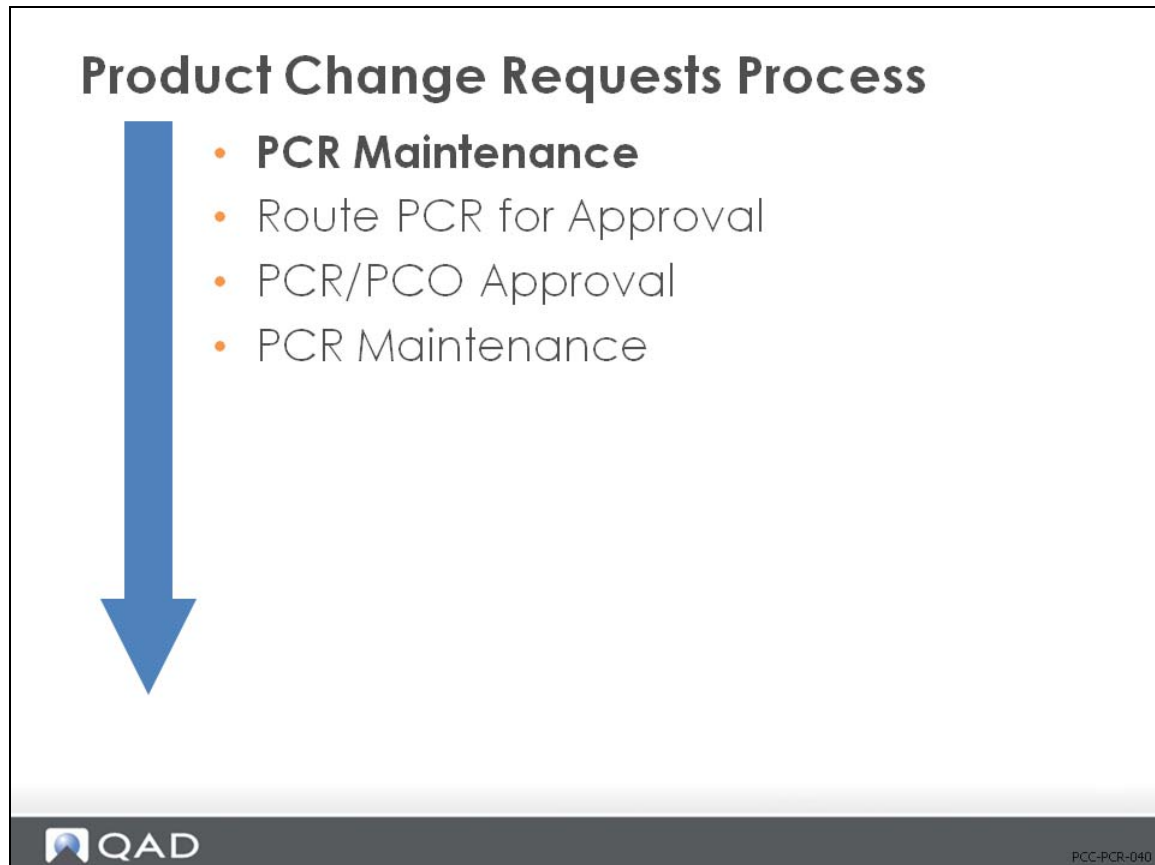 Product Change Requests Process
• PCR Maintenance
• Route PCR for Approval
• PCR/PCO Approval
• PCR Maintenance
QAD
PCC-PCR-040